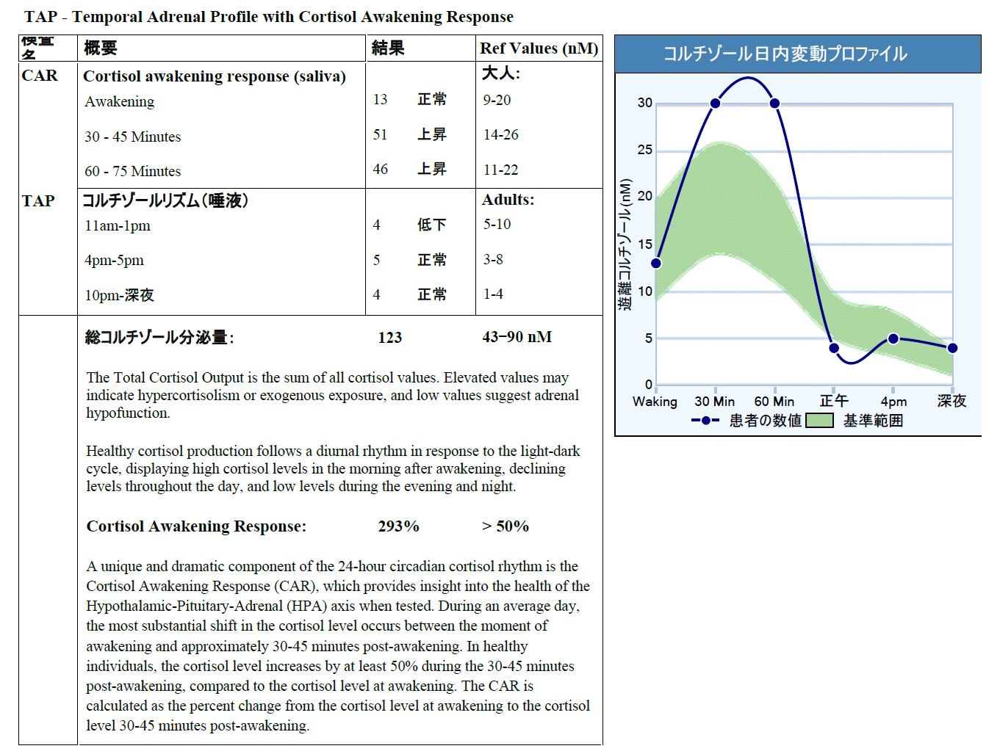 TAP - Temporal Adrenal Profile with Cortisol Awakening Response
検査名 概要 結果 Ref Values (nM)
CAR Cortisol awakening response (saliva) 大人:
Awakening 13 正常 9-20
30 - 45 Minutes 51 上昇 14-26
60 - 75 Minutes 46 上昇 11-22
TAP コルチゾールリズム（唾液） Adults:
11am-1pm 4 低下 5-10
4pm-5pm 5 正常 3-8
10pm-深夜 4 正常 1-4
総コルチゾール分泌量： 123 43−90 nM
The Total Cortisol Output is the sum of all cortisol values. Elevated values may
indicate hypercortisolism or exogenous exposure, and low values suggest adrenal
hypofunction.
Healthy cortisol production follows a diurnal rhythm in response to the light-dark
cycle, displaying high cortisol levels in the morning after awakening, declining
levels throughout the day, and low levels during the evening and night.
Cortisol Awakening Response: 293% > 50%
A unique and dramatic component of the 24-hour circadian cortisol rhythm is the
Cortisol Awakening Response (CAR), which provides insight into the health of the
Hypothalamic-Pituitary-Adrenal (HPA) axis when tested. During an average day,
the most substantial shift in the cortisol level occurs between the moment of
awakening and approximately 30-45 minutes post-awakening. In healthy
individuals, the cortisol level increases by at least 50% during the 30-45 minutes
post-awakening, compared to the cortisol level at awakening. The CAR is
calculated as the percent change from the cortisol level at awakening to the cortisol
level 30-45 minutes post-awakening.
コルチゾール日内変動プロファイル
遊離コルチゾール(nM)
30
25
20
15
10
5
0
Waking 30 Min 60 Min 正午 4pm 深夜
患者の数値 基準範囲